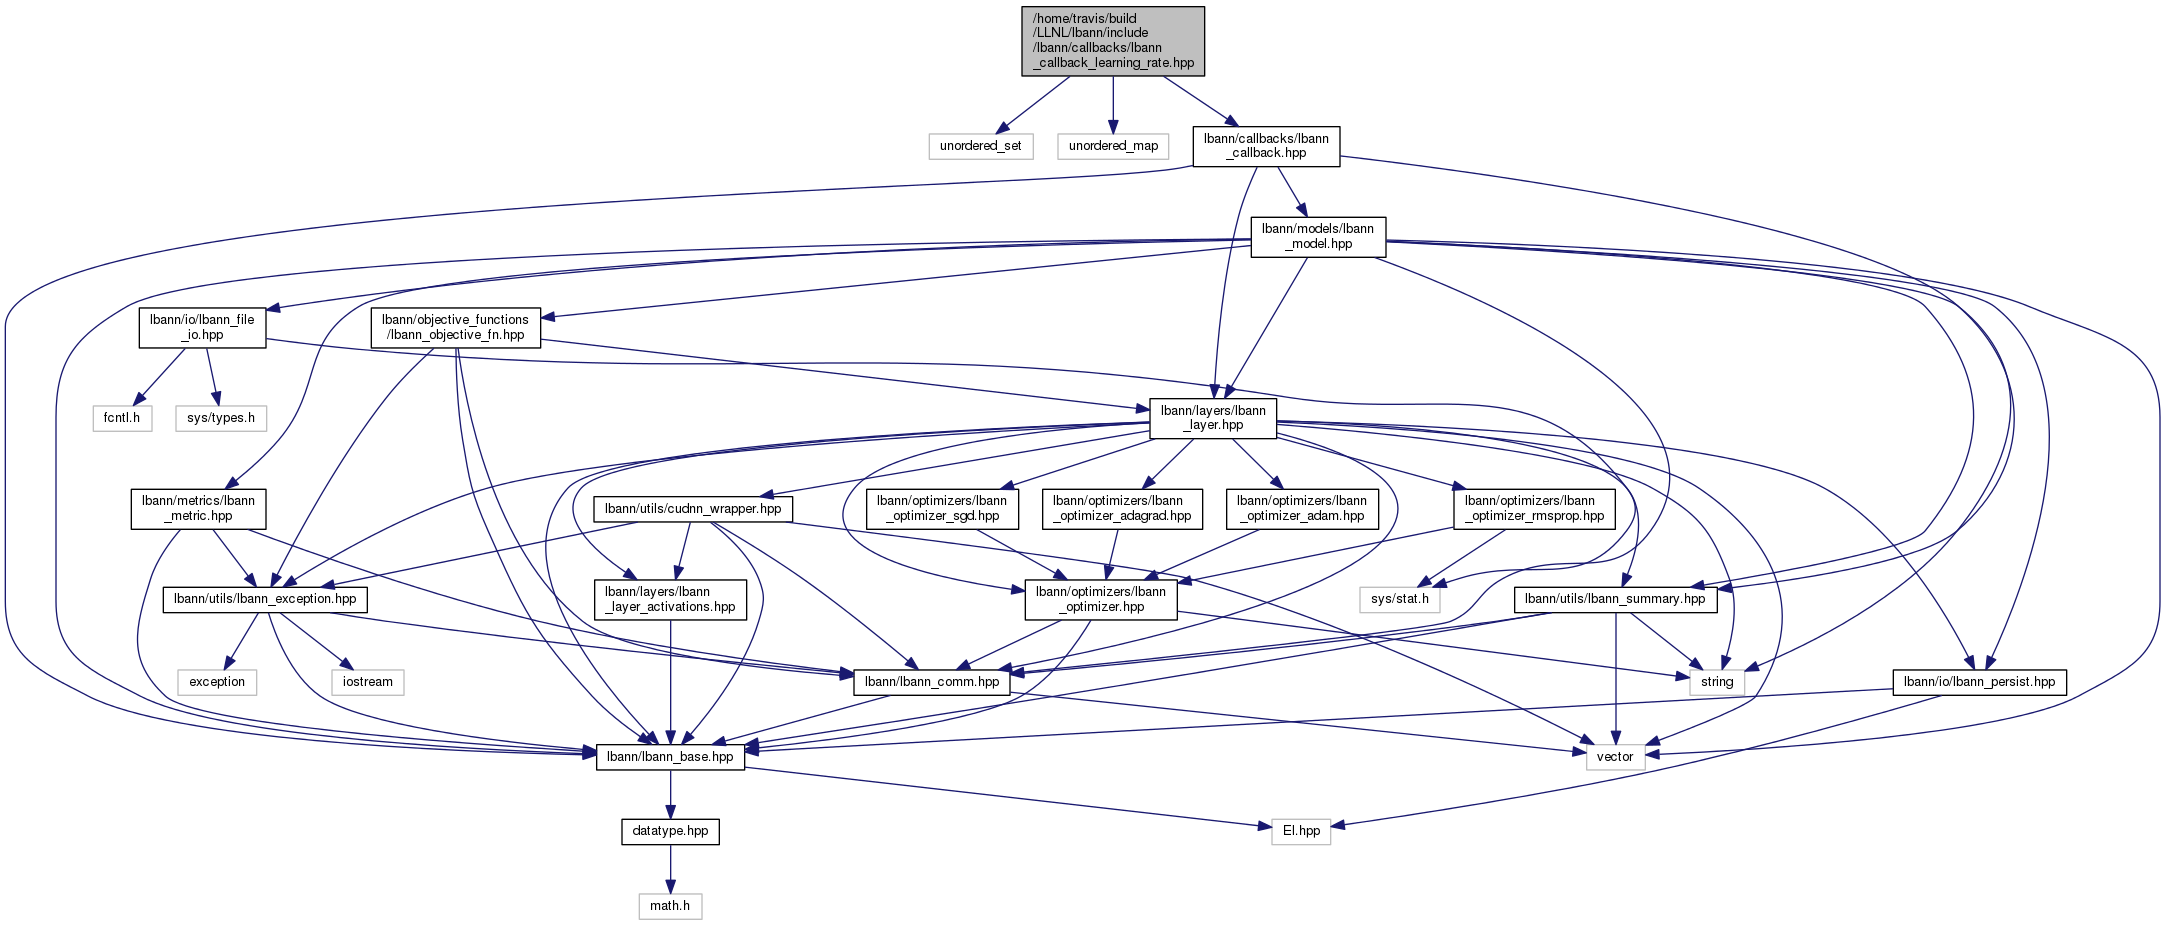 /home/travis/build
/LLNL/lbann/include
/lbann/callbacks/lbann
_callback_learning_rate.hpp
unordered_set
unordered_map
lbann/callbacks/lbann
_callback.hpp
lbann/models/lbann
_model.hpp
lbann/io/lbann_file
_io.hpp
lbann/objective_functions
/lbann_objective_fn.hpp
fcntl.h
sys/types.h
lbann/layers/lbann
_layer.hpp
lbann/metrics/lbann
_metric.hpp
lbann/utils/cudnn_wrapper.hpp
lbann/optimizers/lbann
_optimizer_sgd.hpp
lbann/optimizers/lbann
_optimizer_adagrad.hpp
lbann/optimizers/lbann
_optimizer_adam.hpp
lbann/optimizers/lbann
_optimizer_rmsprop.hpp
lbann/utils/lbann_exception.hpp
lbann/layers/lbann
_layer_activations.hpp
lbann/optimizers/lbann
_optimizer.hpp
sys/stat.h
lbann/utils/lbann_summary.hpp
exception
iostream
lbann/lbann_comm.hpp
string
lbann/io/lbann_persist.hpp
lbann/lbann_base.hpp
vector
datatype.hpp
El.hpp
math.h